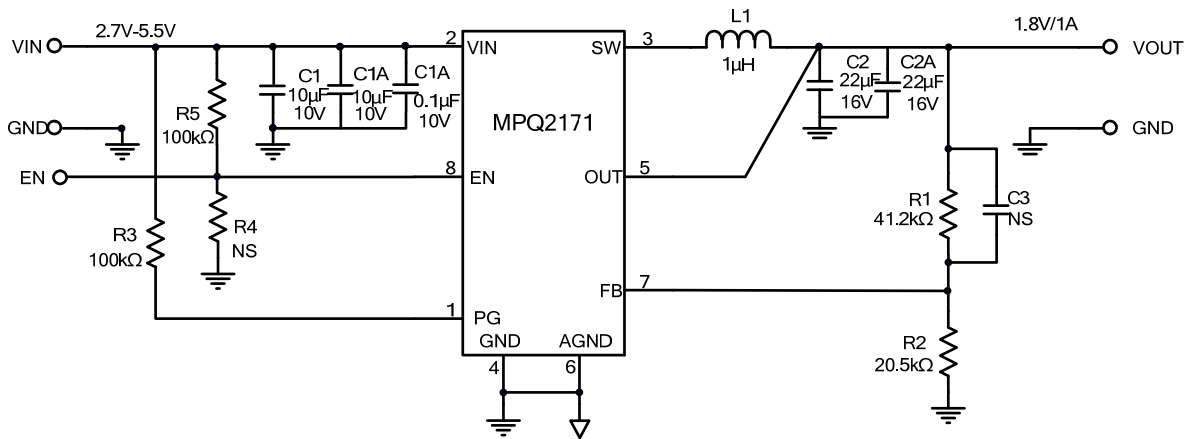 2.7V-5.5V
VIN
R5
100kΩ
C1
10µF
10V
C1A
10µF
10V
C1A
0.1µF
10V
GND
EN
R3
100kΩ
R4
NS
2
VIN
8
EN
1
PG
MPQ2171
GND
4
AGND
6
SW
3
OUT
5
FB
7
L1
1µH
C2
22µF
16V
C2A
22µF
16V
1.8V/1A
VOUT
GND
R1
41.2kΩ
C3
NS
R2
20.5kΩ